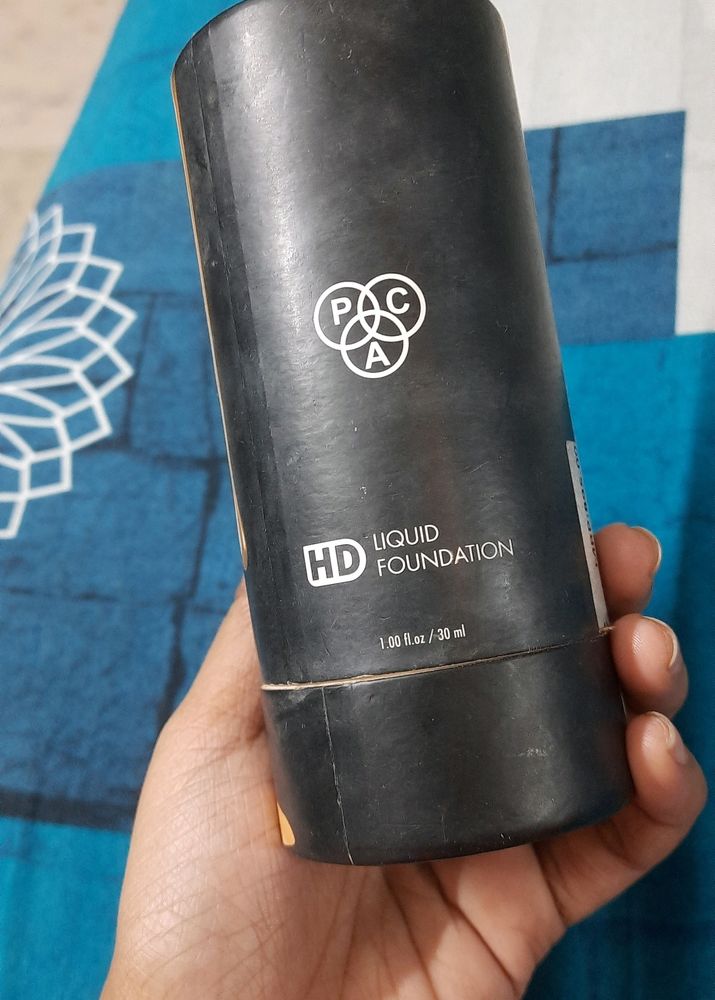 P C
A
HD LIQUID
FOUNDATION
1.00 fl.oz / 30 ml